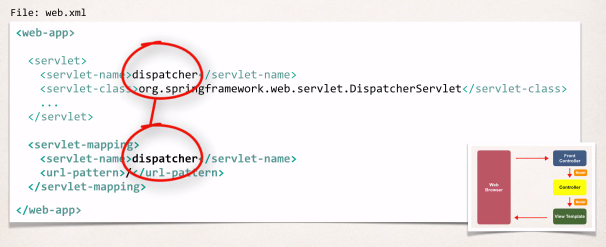 File: web.xml
<web-app>
<servlet>
<servlet-name>dispatcher</servlet-name>
<servlet-class>org.springframework.web.servlet.DispatcherServlet</servlet-class>
...
</servlet>
<servlet-mapping>
<servlet-name>dispatcher</servlet-name>
<url-pattern>/</url-pattern>
</servlet-mapping>
</web-app>
Web
Browser
Front
Controller
Model
Controller
Model
View Template